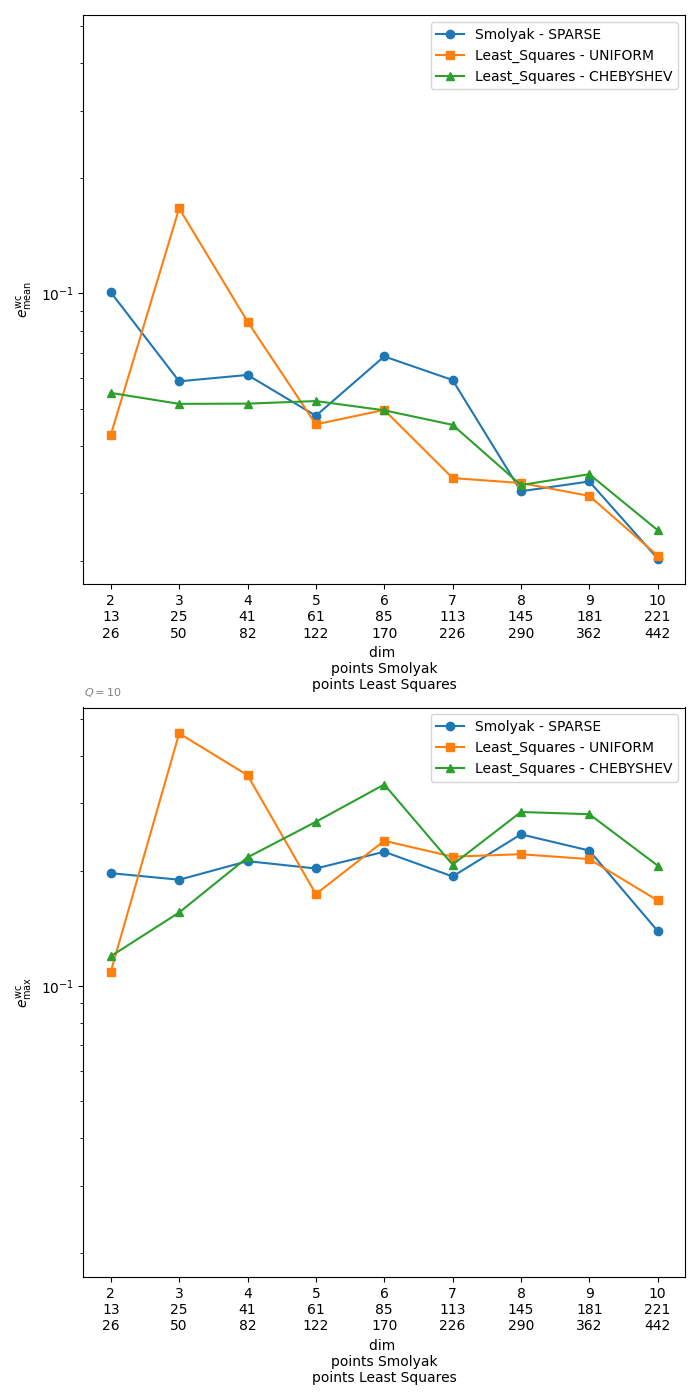 Smolyak - SPARSE
Least_Squares - UNIFORM
Least_Squares - CHEBYSHEV
10⁻¹
e^wc_mean
2 3 4 5 6 7 8 9 10
13 25 41 61 85 113 145 181 221
26 50 82 122 170 226 290 362 442
dim
points Smolyak
points Least Squares
Q = 10
Smolyak - SPARSE
Least_Squares - UNIFORM
Least_Squares - CHEBYSHEV
10⁻¹
e^wc_max
2 3 4 5 6 7 8 9 10
13 25 41 61 85 113 145 181 221
26 50 82 122 170 226 290 362 442
dim
points Smolyak
points Least Squares